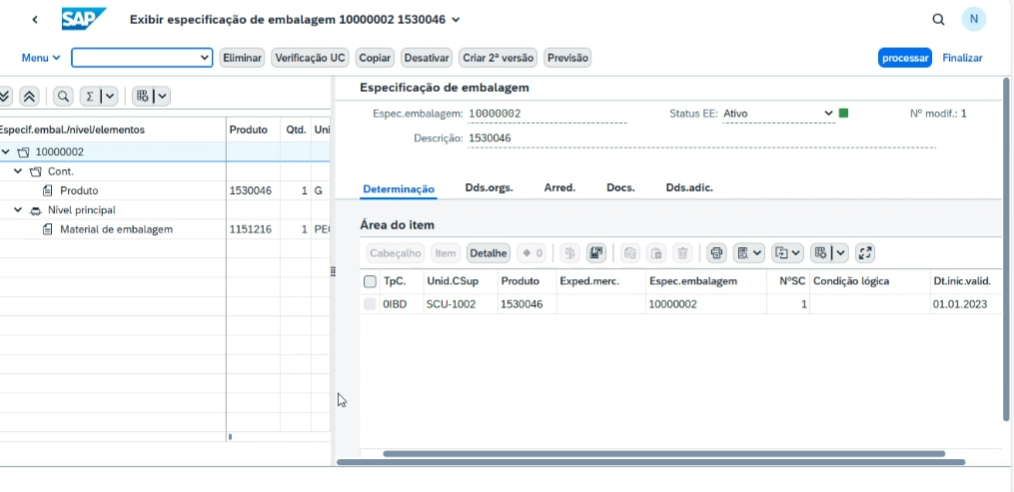 SAP Exibir especificação de embalagem 10000002 1530046 N
Menu Eliminar Verificação UC Copiar Desativar Criar 2ª versão Previsão processar Finalizar
Especif.embal./nível/elementos Produto Qtd. Uni
10000002
Cont.
Produto 1530046 1 G
Nível principal
Material de embalagem 1151216 1 PE
Especificação de embalagem
Espec.embalagem: 10000002 Status EE: Ativo Nº modif.: 1
Descrição: 1530046
Determinação Dds.orgs. Arred. Docs. Dds.adic.
Área do item
Cabeçalho Item Detalhe 0
TpC. Unid.CSup Produto Exped.merc. Espec.embalagem NºSC Condição lógica Dt.iníc.valid.
0IBD SCU-1002 1530046 10000002 1 01.01.2023